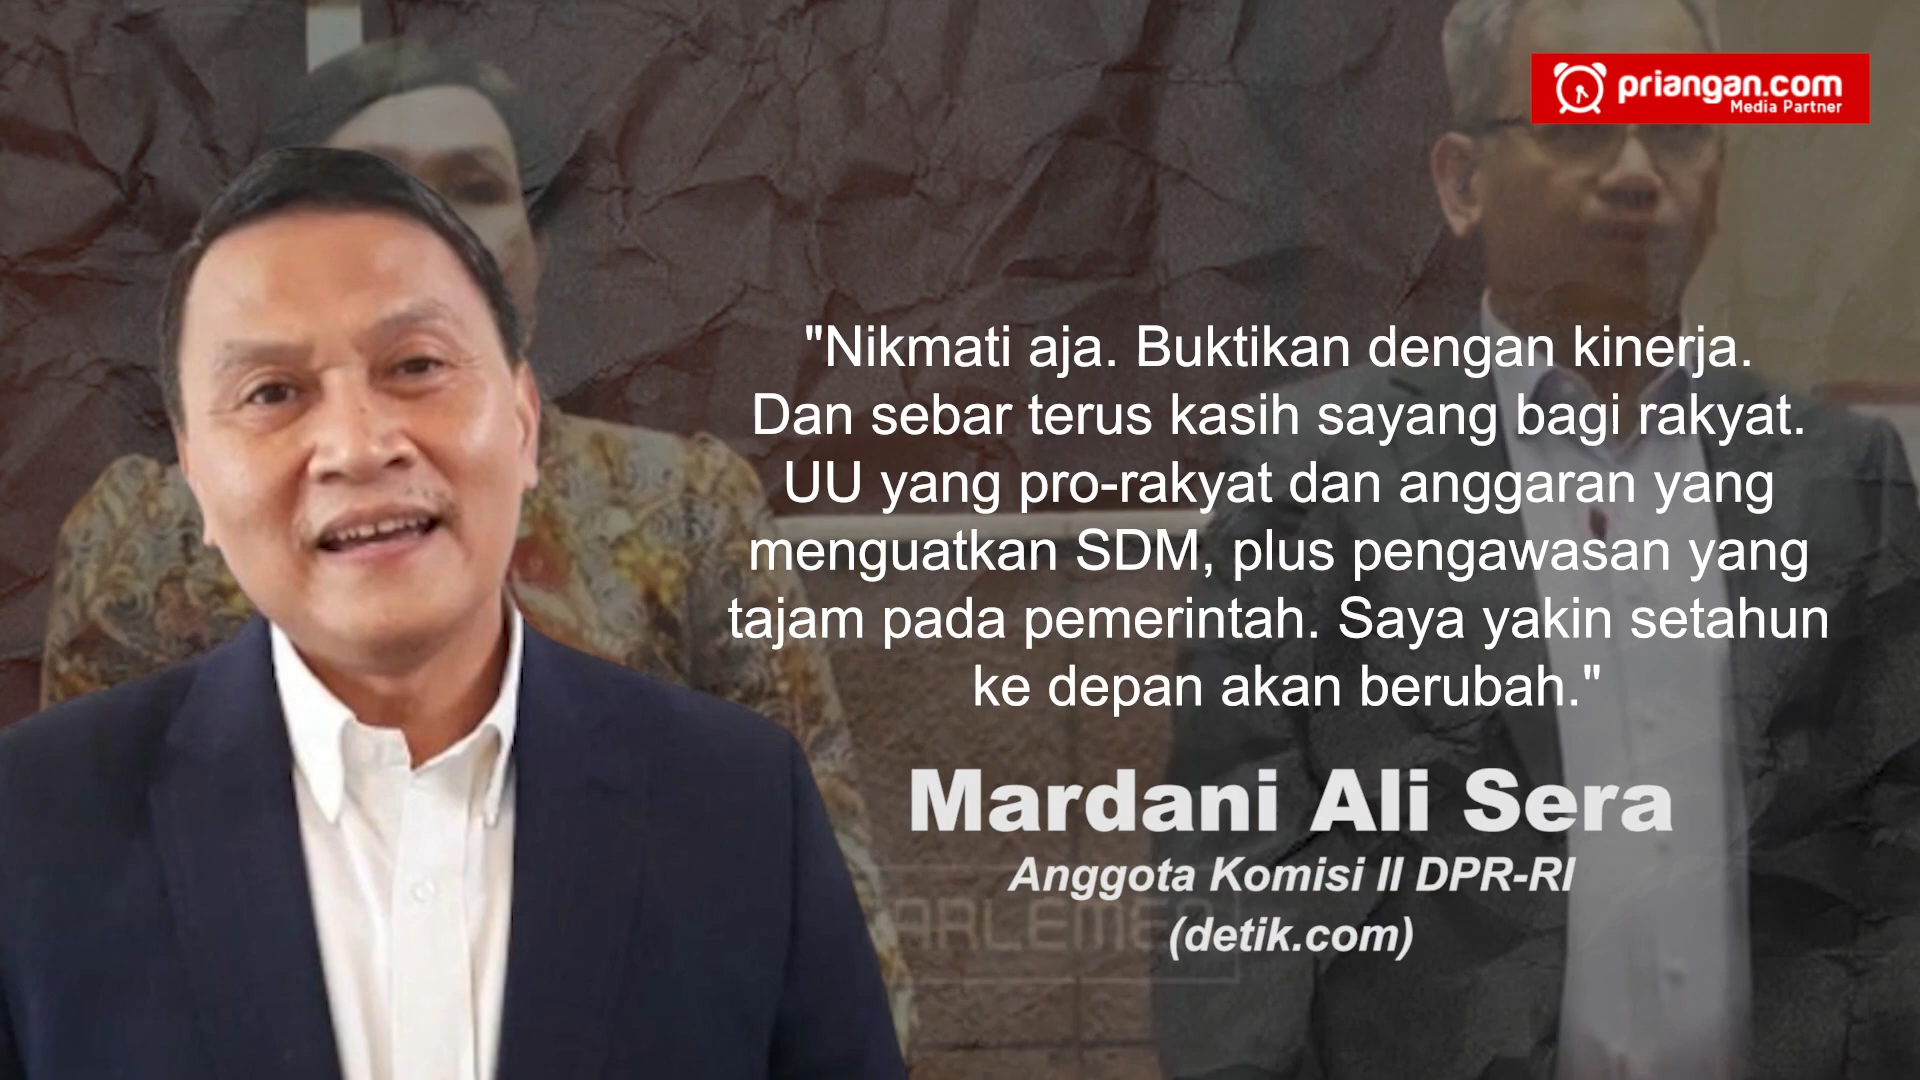 priangan.com
Media Partner
"Nikmati aja. Buktikan dengan kinerja.
Dan sebar terus kasih sayang bagi rakyat.
UU yang pro-rakyat dan anggaran yang
menguatkan SDM, plus pengawasan yang
tajam pada pemerintah. Saya yakin setahun
ke depan akan berubah."
Mardani Ali Sera
Anggota Komisi II DPR-RI
(detik.com)